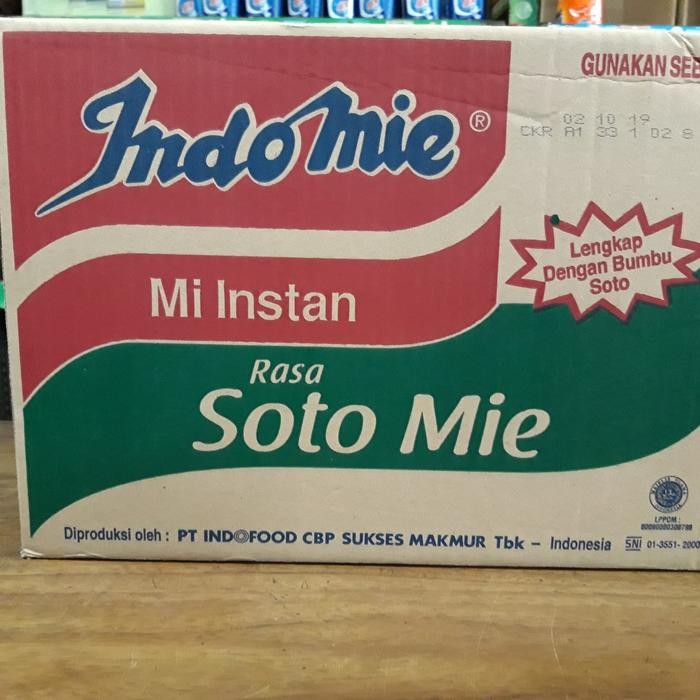 Indomie®
GUNAKAN SEB
02 10 19
CKR A1 33 1 D2 8
Lengkap
Dengan Bumbu
Soto
Mi Instan
Rasa
Soto Mie
LPPOM :
Diproduksi oleh : PT INDOFOOD CBP SUKSES MAKMUR Tbk – Indonesia SNI 01-3551- 2000